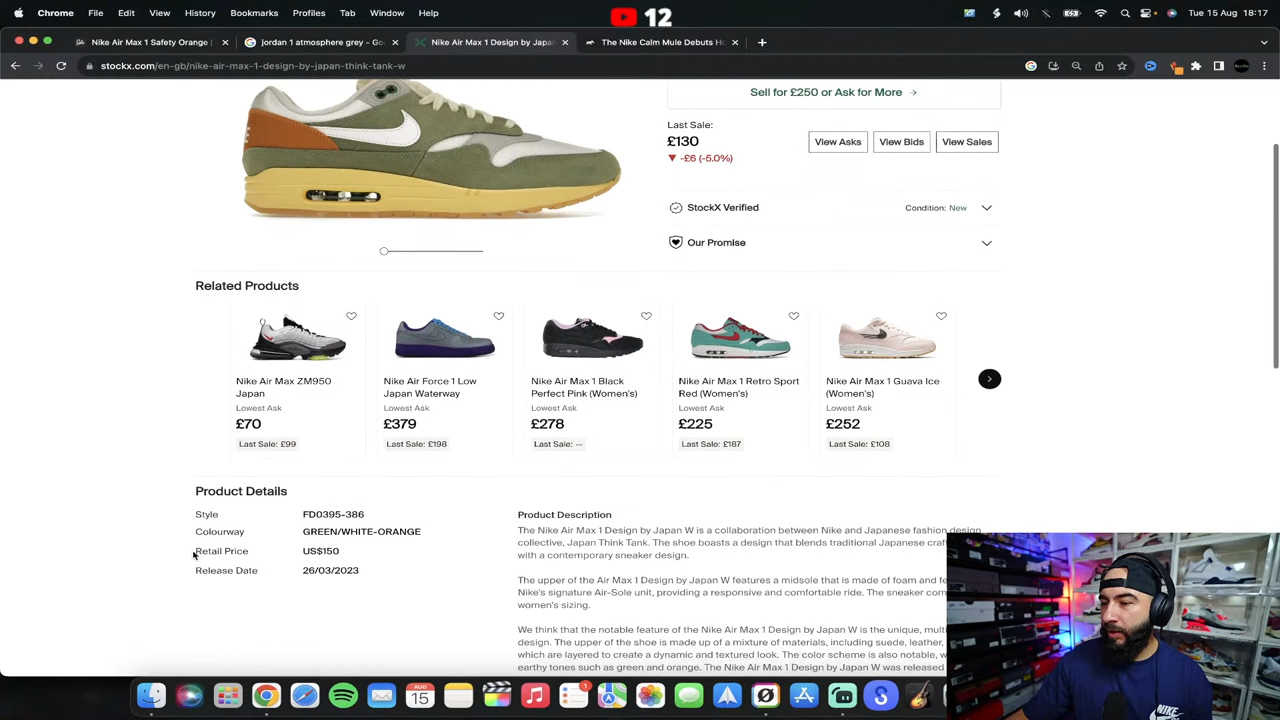 Chrome File Edit View History Bookmarks Profiles Tab Window Help 12 Tue 15 Aug 18:17
Nike Air Max 1 Safety Orange × jordan 1 atmosphere grey – Go × Nike Air Max 1 Design by Japan × The Nike Calm Mule Debuts Ho × +
stockx.com/en-gb/nike-air-max-1-design-by-japan-think-tank-w
Sell for £250 or Ask for More →
Last Sale:
£130
▼ -£6 (-5.0%)
View Asks View Bids View Sales
StockX Verified Condition: New
Our Promise
Related Products
Nike Air Max ZM950
Japan
Lowest Ask
£70
Last Sale: £99
Nike Air Force 1 Low
Japan Waterway
Lowest Ask
£379
Last Sale: £198
Nike Air Max 1 Black
Perfect Pink (Women's)
Lowest Ask
£278
Last Sale: --
Nike Air Max 1 Retro Sport
Red (Women's)
Lowest Ask
£225
Last Sale: £187
Nike Air Max 1 Guava Ice
(Women's)
Lowest Ask
£252
Last Sale: £108
Product Details
Style FD0395-386
Colourway GREEN/WHITE-ORANGE
Retail Price US$150
Release Date 26/03/2023
Product Description
The Nike Air Max 1 Design by Japan W is a collaboration between Nike and Japanese fashion design
collective, Japan Think Tank. The shoe boasts a design that blends traditional Japanese craf
with a contemporary sneaker design.
The upper of the Air Max 1 Design by Japan W features a midsole that is made of foam and fe
Nike's signature Air-Sole unit, providing a responsive and comfortable ride. The sneaker com
women's sizing.
We think that the notable feature of the Nike Air Max 1 Design by Japan W is the unique, mult
design. The upper of the shoe is made up of a mixture of materials, including suede, leather,
which are layered to create a dynamic and textured look. The color scheme is also notable, w
earthy tones such as green and orange. The Nike Air Max 1 Design by Japan W was released
AUG
15
1
NIKE